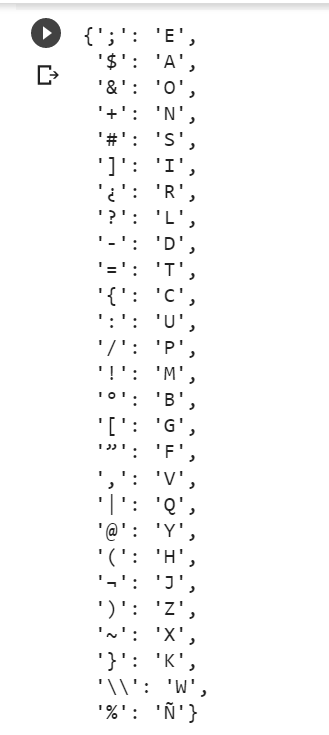 {';': 'E',
'$': 'A',
'&': 'O',
'+': 'N',
'#': 'S',
']': 'I',
'¿': 'R',
'?': 'L',
'-': 'D',
'=': 'T',
'{': 'C',
':': 'U',
'/': 'P',
'!': 'M',
'°': 'B',
'[': 'G',
'”': 'F',
',': 'V',
'|': 'Q',
'@': 'Y',
'(': 'H',
'¬': 'J',
')': 'Z',
'~': 'X',
'}': 'K',
'\\': 'W',
'%': 'Ñ'}